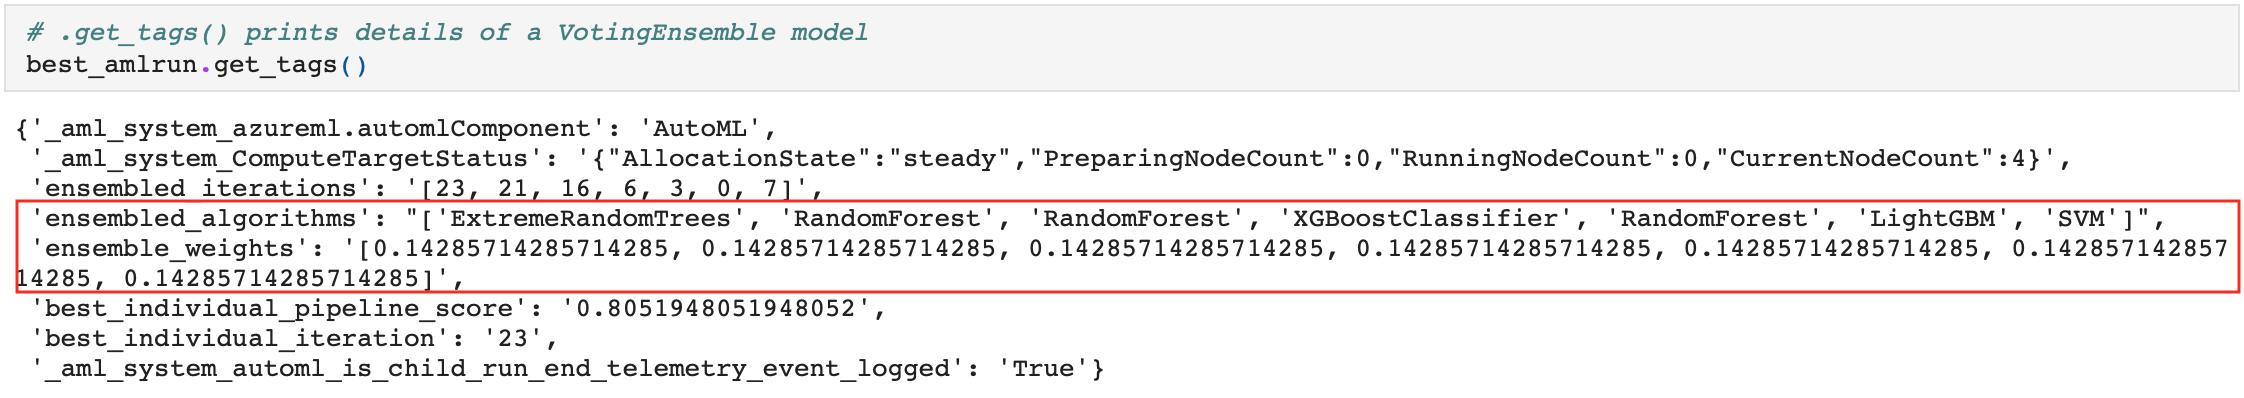 # .get_tags() prints details of a VotingEnsemble model
best_amlrun.get_tags()
{'_aml_system_azureml.automlComponent': 'AutoML',
 '_aml_system_ComputeTargetStatus': '{"AllocationState":"steady","PreparingNodeCount":0,"RunningNodeCount":0,"CurrentNodeCount":4}',
 'ensembled_iterations': '[23, 21, 16, 6, 3, 0, 7]',
 'ensembled_algorithms': "['ExtremeRandomTrees', 'RandomForest', 'RandomForest', 'XGBoostClassifier', 'RandomForest', 'LightGBM', 'SVM']",
 'ensemble_weights': '[0.14285714285714285, 0.14285714285714285, 0.14285714285714285, 0.14285714285714285, 0.14285714285714285, 0.142857142857
14285, 0.14285714285714285]',
 'best_individual_pipeline_score': '0.8051948051948052',
 'best_individual_iteration': '23',
 '_aml_system_automl_is_child_run_end_telemetry_event_logged': 'True'}